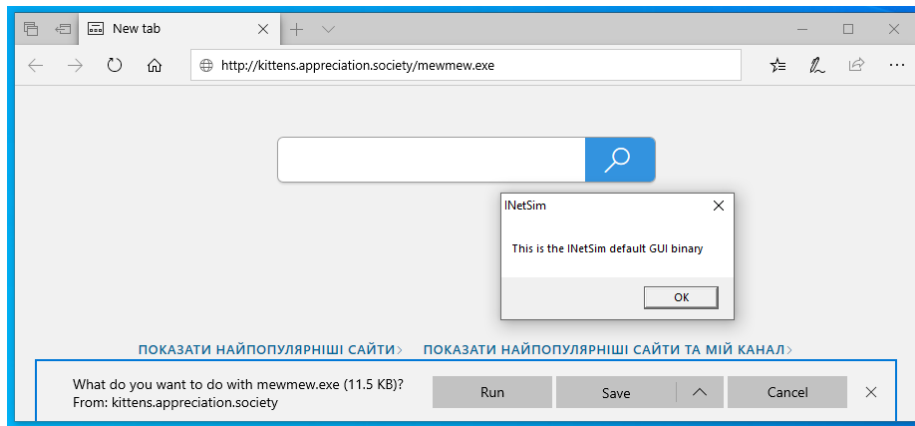 New tab
http://kittens.appreciation.society/mewmew.exe
INetSim
This is the INetSim default GUI binary
OK
ПОКАЗАТИ НАЙПОПУЛЯРНІШІ САЙТИ> ПОКАЗАТИ НАЙПОПУЛЯРНІШІ САЙТИ ТА МІЙ КАНАЛ>
What do you want to do with mewmew.exe (11.5 KB)?
From: kittens.appreciation.society
Run Save Cancel